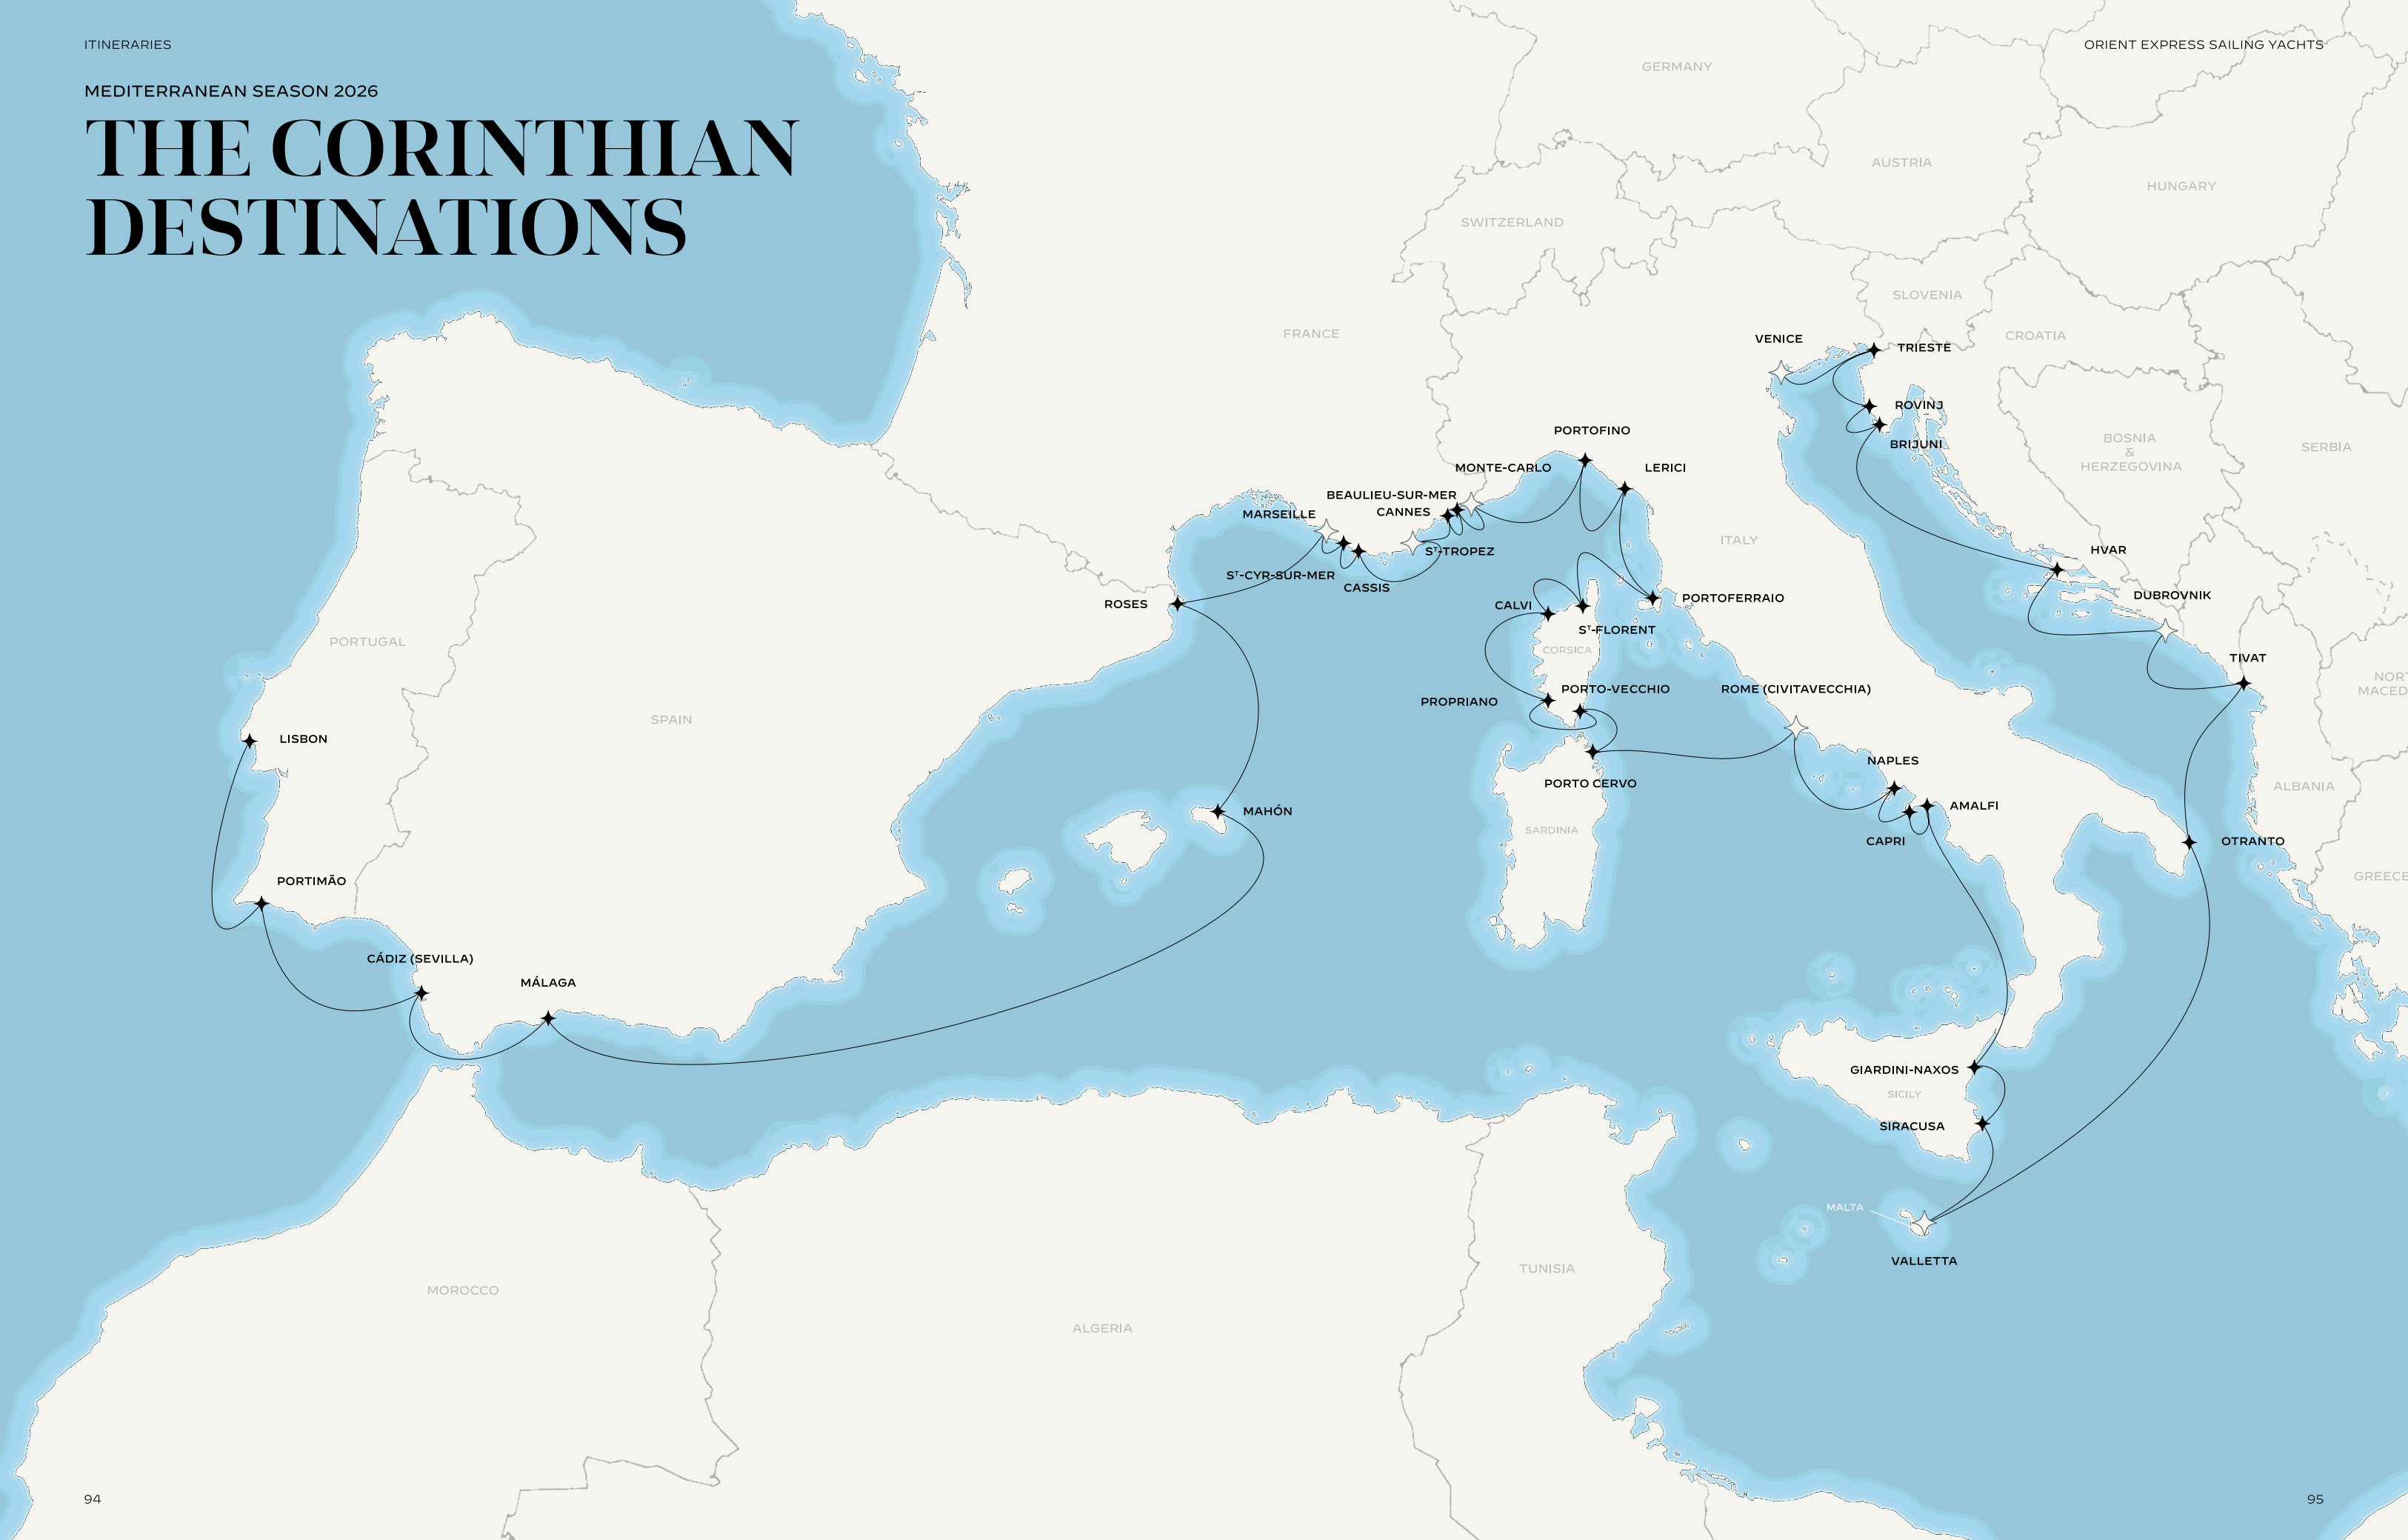 ITINERARIES
ORIENT EXPRESS SAILING YACHTS
MEDITERRANEAN SEASON 2026
THE CORINTHIAN
DESTINATIONS
GERMANY
AUSTRIA
HUNGARY
SWITZERLAND
SLOVENIA
FRANCE
CROATIA
VENICE
TRIESTE
ROVINJ
BRIJUNI
PORTOFINO
BOSNIA
&
HERZEGOVINA
SERBIA
MONTE-CARLO
LERICI
BEAULIEU-SUR-MER
CANNES
MARSEILLE
ITALY
Sᵀ-TROPEZ
HVAR
Sᵀ-CYR-SUR-MER
CASSIS
DUBROVNIK
ROSES
CALVI
PORTOFERRAIO
Sᵀ-FLORENT
PORTUGAL
CORSICA
TIVAT
NORT
MACED
PORTO-VECCHIO
ROME (CIVITAVECCHIA)
PROPRIANO
SPAIN
LISBON
NAPLES
PORTO CERVO
ALBANIA
MAHÓN
AMALFI
SARDINIA
CAPRI
OTRANTO
GREECE
PORTIMÃO
CÁDIZ (SEVILLA)
MÁLAGA
GIARDINI-NAXOS
SICILY
SIRACUSA
MALTA
VALLETTA
TUNISIA
MOROCCO
ALGERIA
94
95